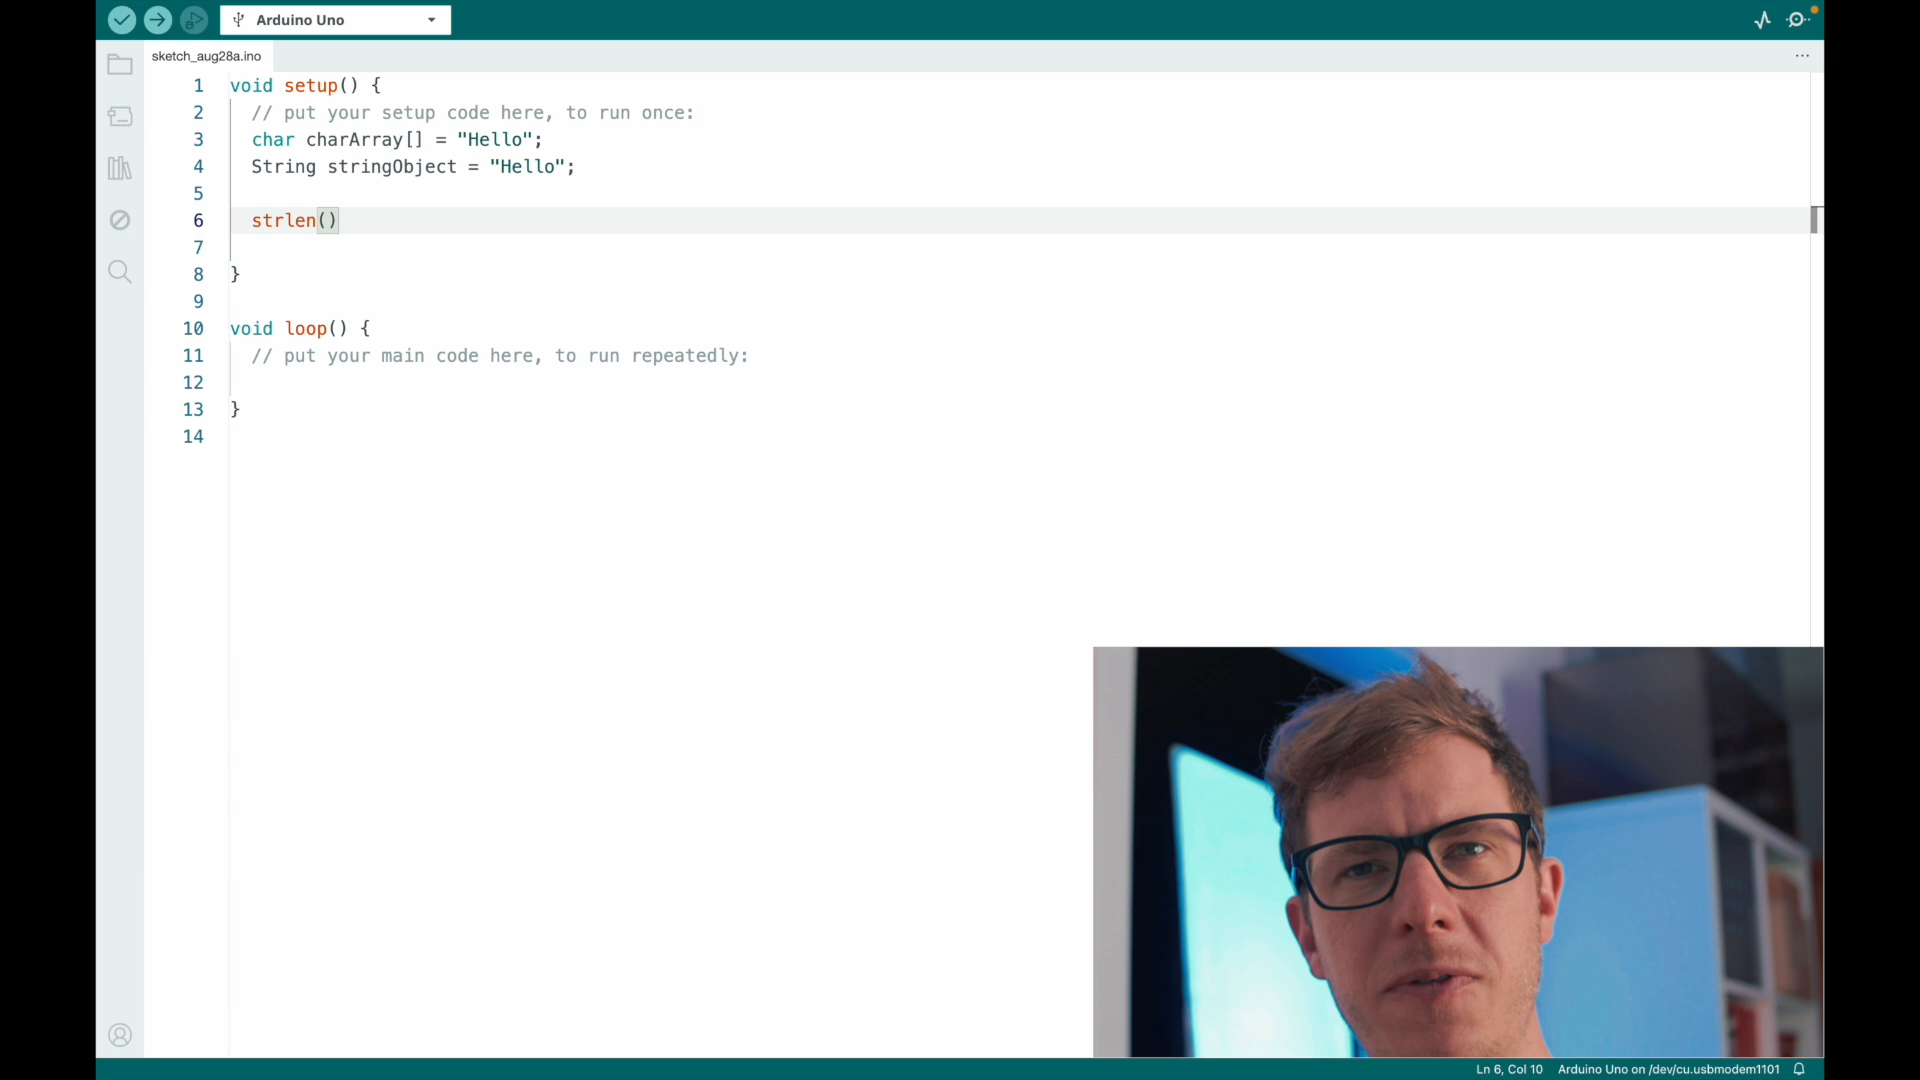 Arduino Uno
sketch_aug28a.ino
...
1 void setup() {
2 // put your setup code here, to run once:
3 char charArray[] = "Hello";
4 String stringObject = "Hello";
5
6 strlen()
7
8 }
9
10 void loop() {
11 // put your main code here, to run repeatedly:
12
13 }
14
Ln 6, Col 10 Arduino Uno on /dev/cu.usbmodem1101